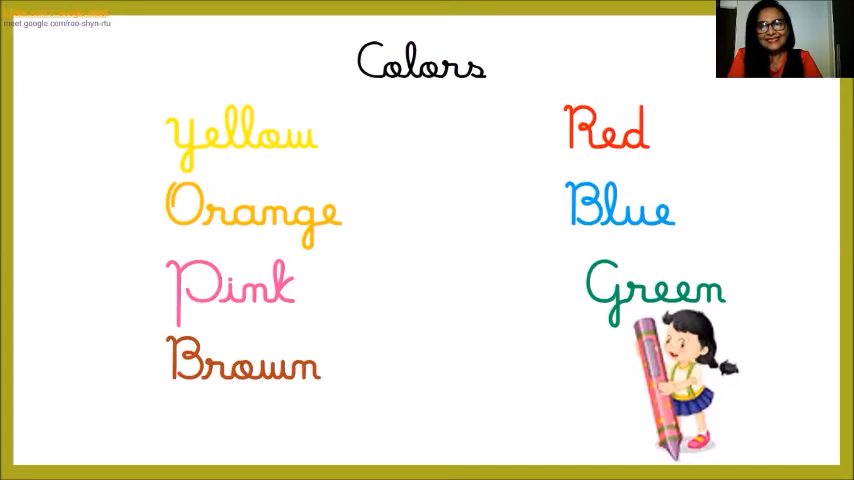 meet.google.com/roo-shyn-rtu
Colors
Yellow
Red
Orange
Blue
Pink
Green
Brown